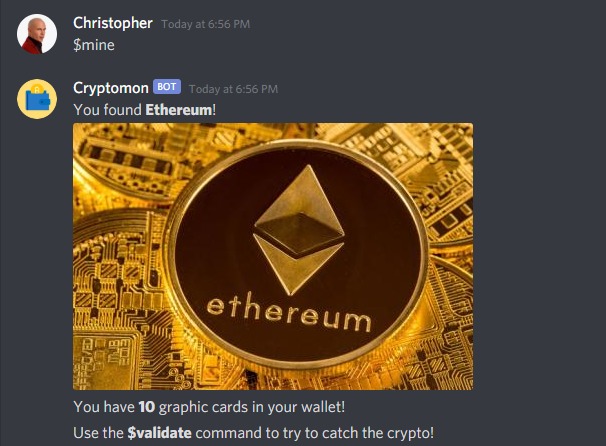 Christopher Today at 6:56 PM
$mine
Cryptomon BOT Today at 6:56 PM
You found Ethereum!
ethereum
You have 10 graphic cards in your wallet!
Use the $validate command to try to catch the crypto!